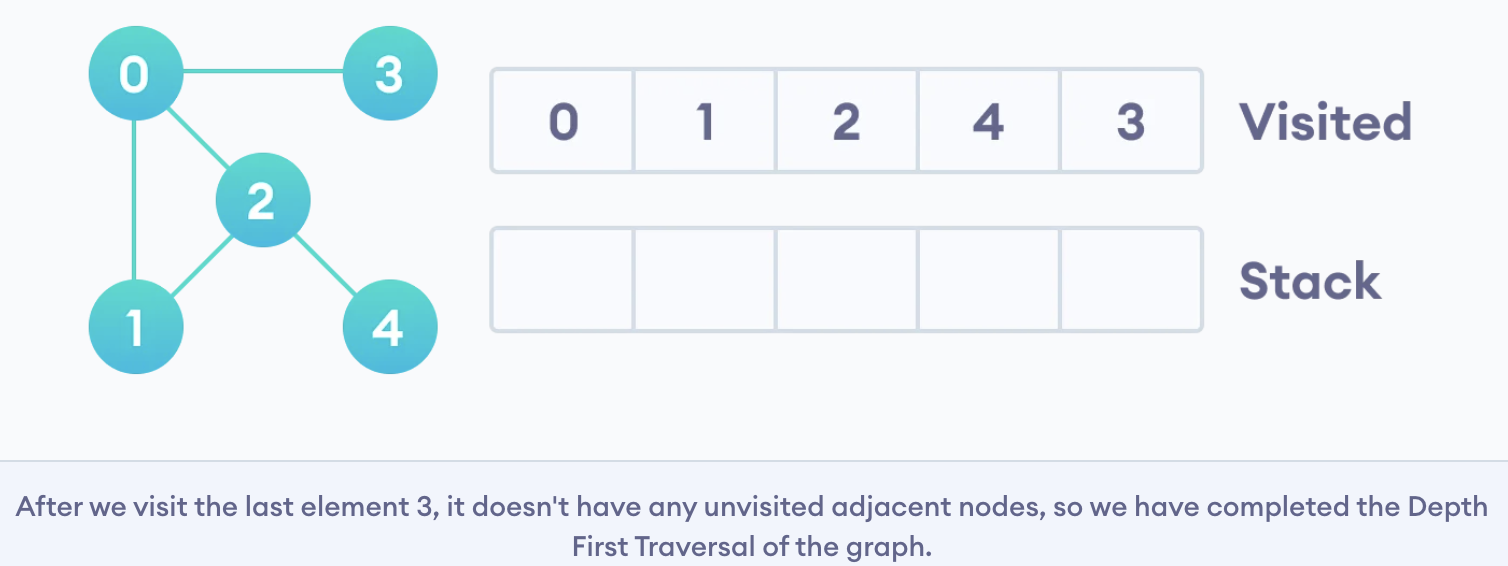 0 3
0 1 2 4 3 Visited
2
Stack
1 4
After we visit the last element 3, it doesn't have any unvisited adjacent nodes, so we have completed the Depth
First Traversal of the graph.